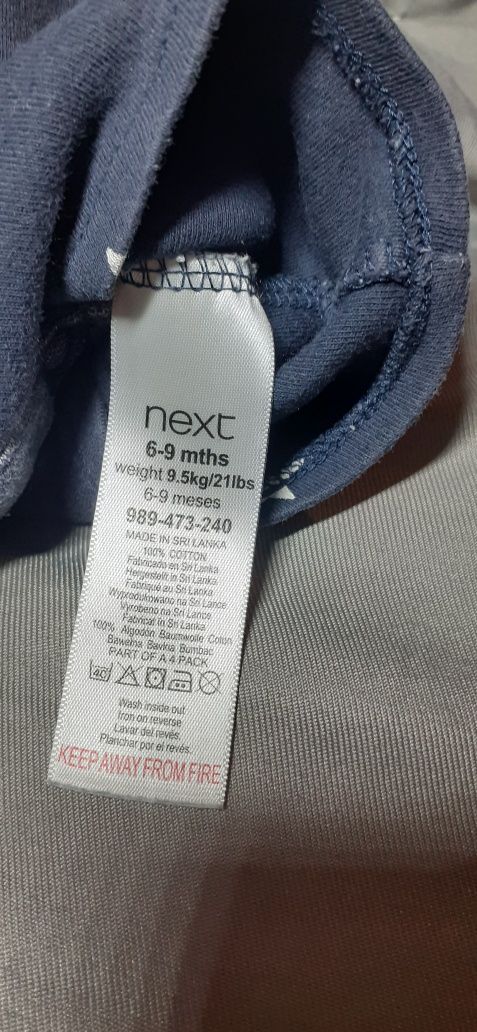 next
6-9 mths
weight 9.5kg/21lbs
6-9 meses
989-473-240
MADE IN SRI LANKA
100% COTTON
Fabricado en Sri Lanka
Hergestellt in Sri Lanka
Fabriqué au Sri Lanka
Wyprodukowano na Sri Lance
Vyrobeno na Sri Lance
Fabricat în Sri Lanka
100% Algodón Baumwolle Coton
Bawełna Bavlna Bumbac
PART OF A 4 PACK
40
Wash inside out
Iron on reverse
Lavar del revés.
Planchar por el revés.
KEEP AWAY FROM FIRE